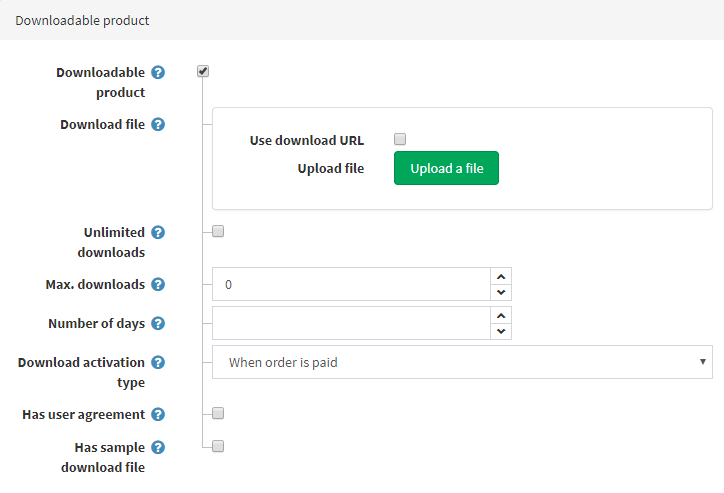 Downloadable product
Downloadable
product
Download file
Use download URL
Upload file
Upload a file
Unlimited
downloads
Max. downloads
0
Number of days
Download activation
type
When order is paid
Has user agreement
Has sample
download file